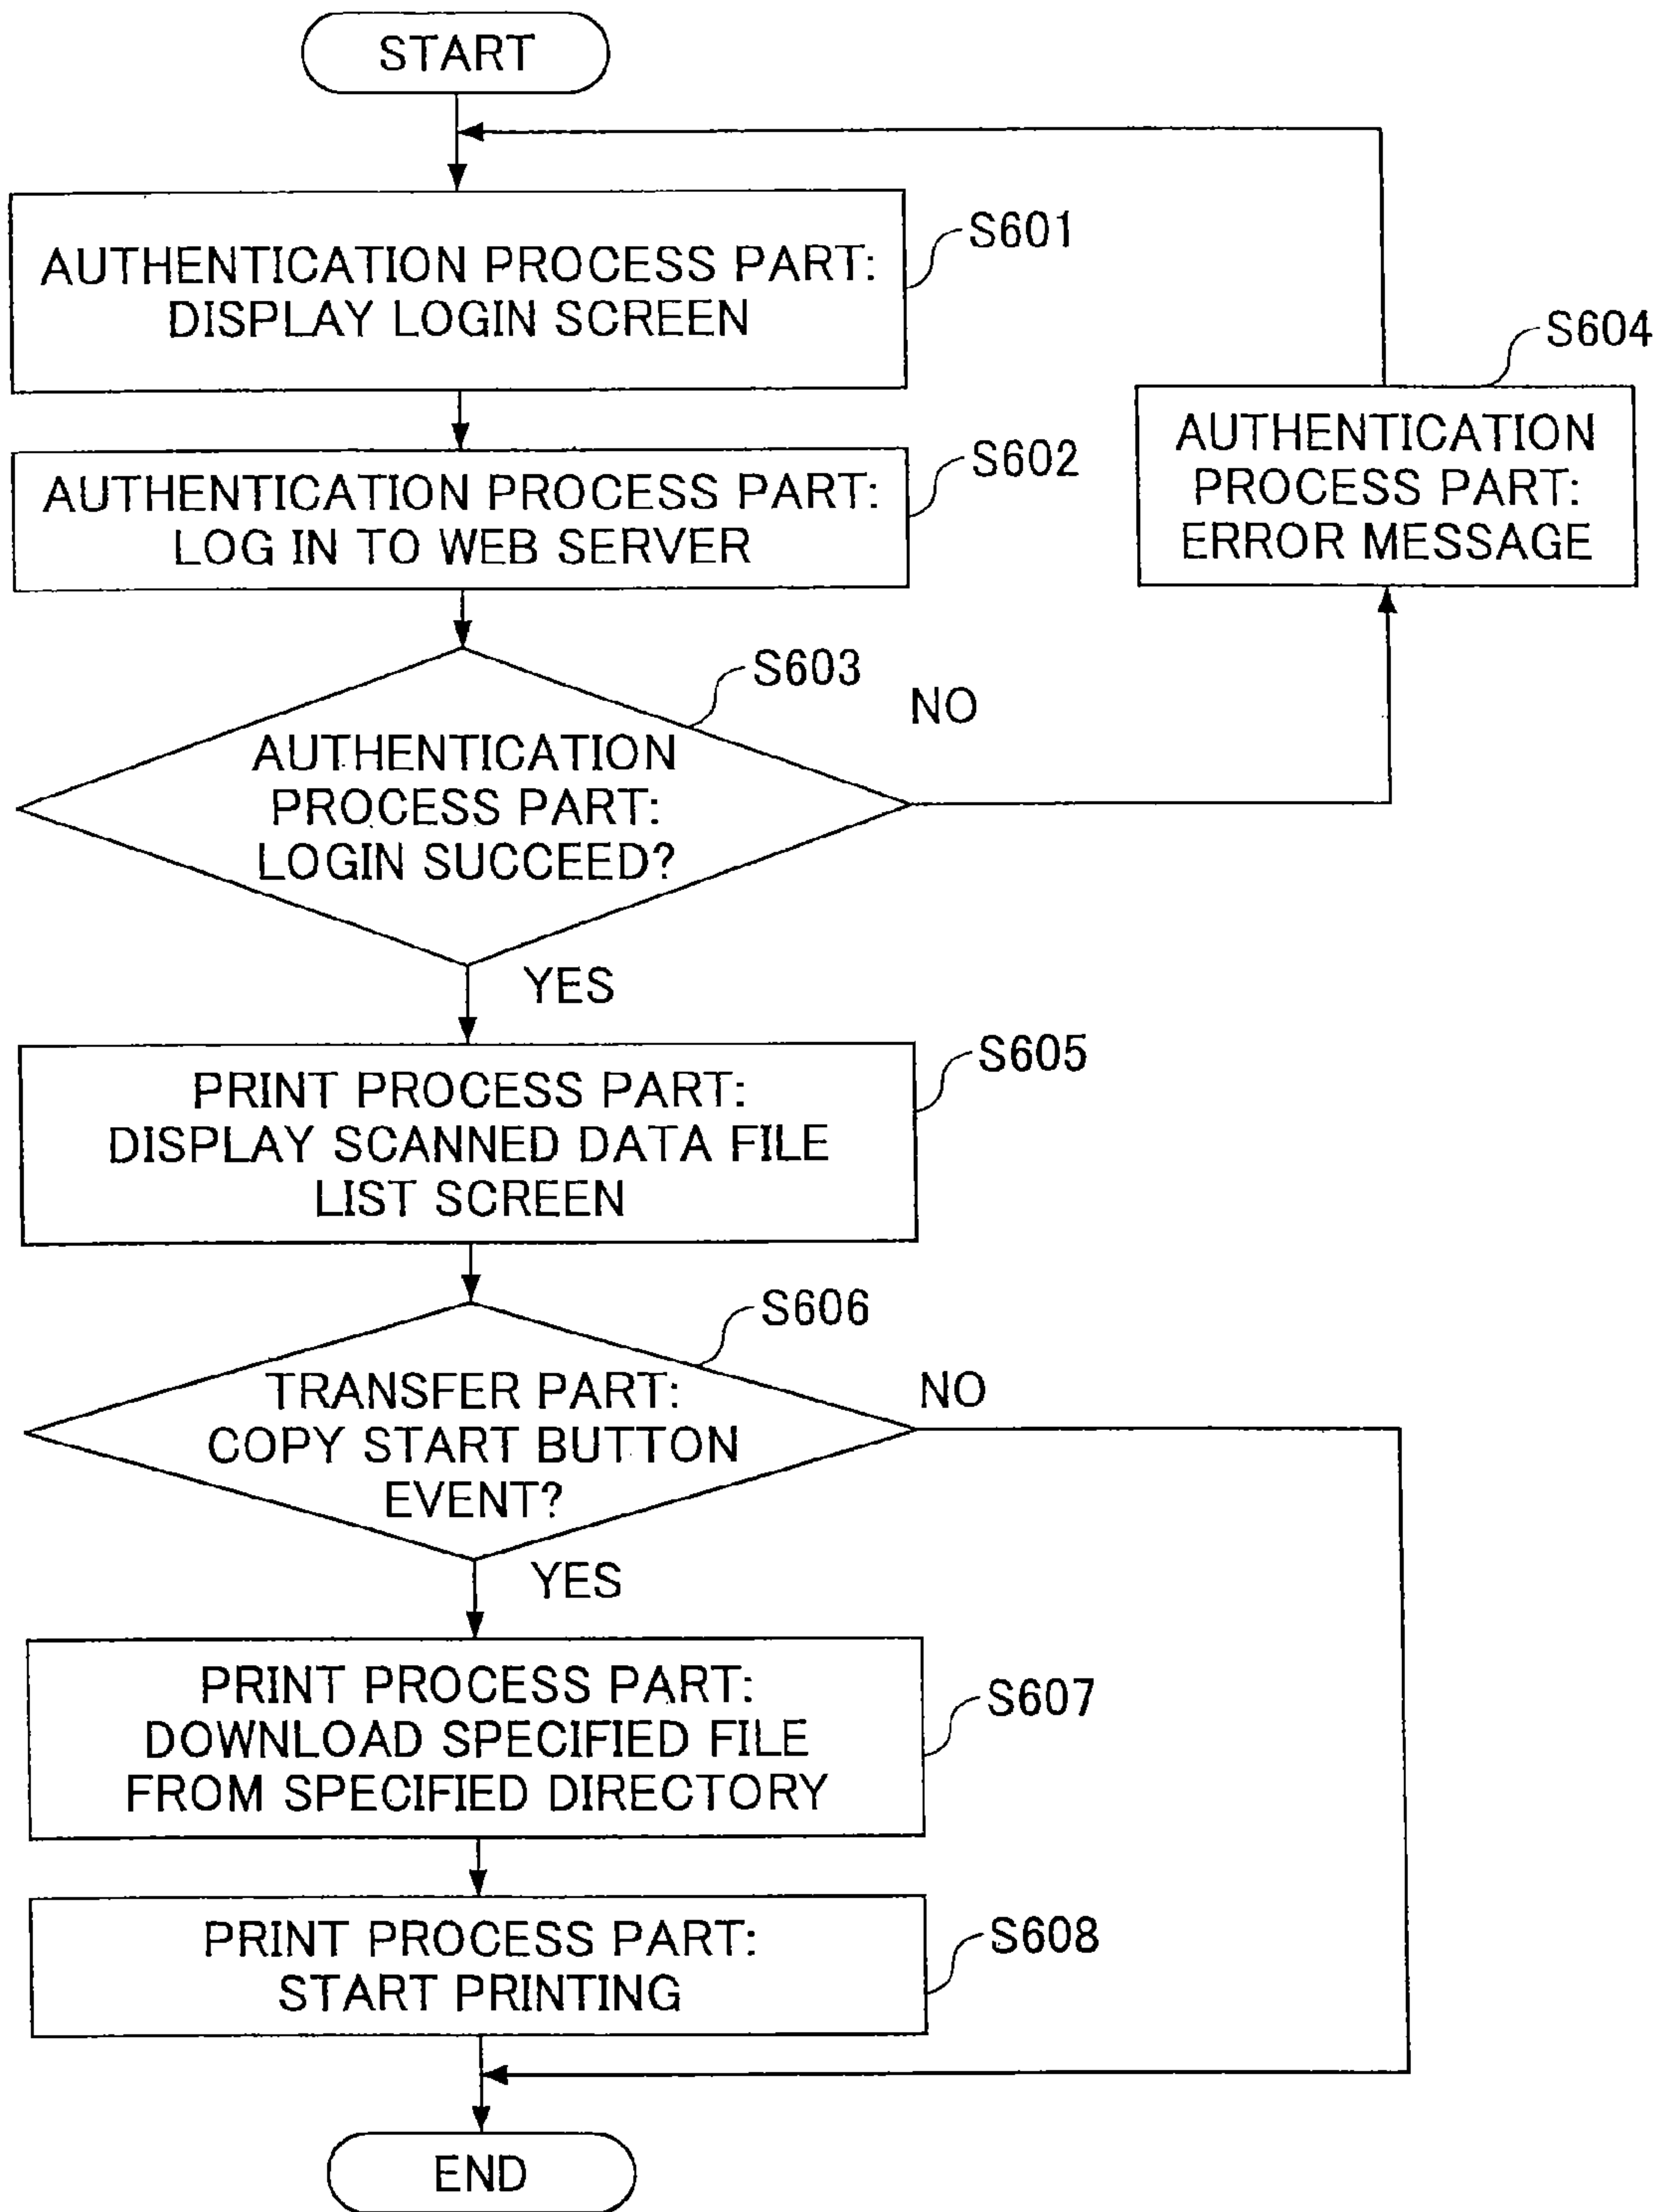 START
AUTHENTICATION PROCESS PART:
DISPLAY LOGIN SCREEN
S601
AUTHENTICATION PROCESS PART:
LOG IN TO WEB SERVER
S602
AUTHENTICATION
PROCESS PART:
LOGIN SUCCEED?
S603
NO
S604
AUTHENTICATION
PROCESS PART:
ERROR MESSAGE
YES
PRINT PROCESS PART:
DISPLAY SCANNED DATA FILE
LIST SCREEN
S605
TRANSFER PART:
COPY START BUTTON
EVENT?
S606
NO
YES
PRINT PROCESS PART:
DOWNLOAD SPECIFIED FILE
FROM SPECIFIED DIRECTORY
S607
PRINT PROCESS PART:
START PRINTING
S608
END